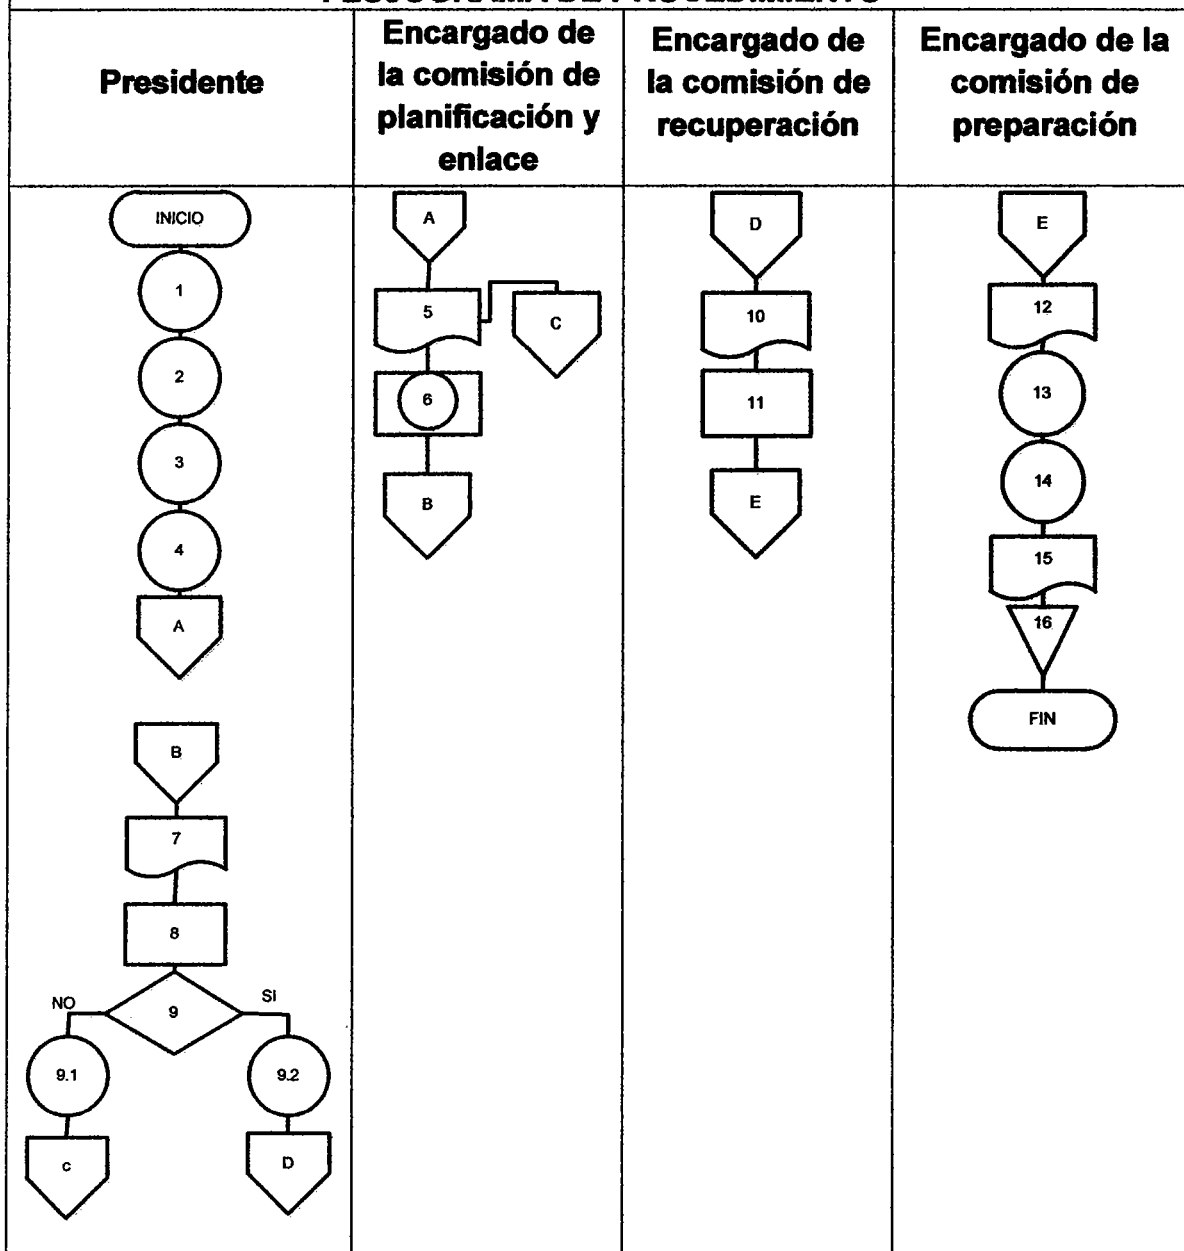 Presidente
Encargado de
la comisión de
planificación y
enlace
Encargado de
la comisión de
recuperación
Encargado de la
comisión de
preparación
INICIO
1
2
3
4
A
B
7
8
9
NO
SI
9.1
9.2
c
D
A
5
C
6
B
D
10
11
E
E
12
13
14
15
16
FIN